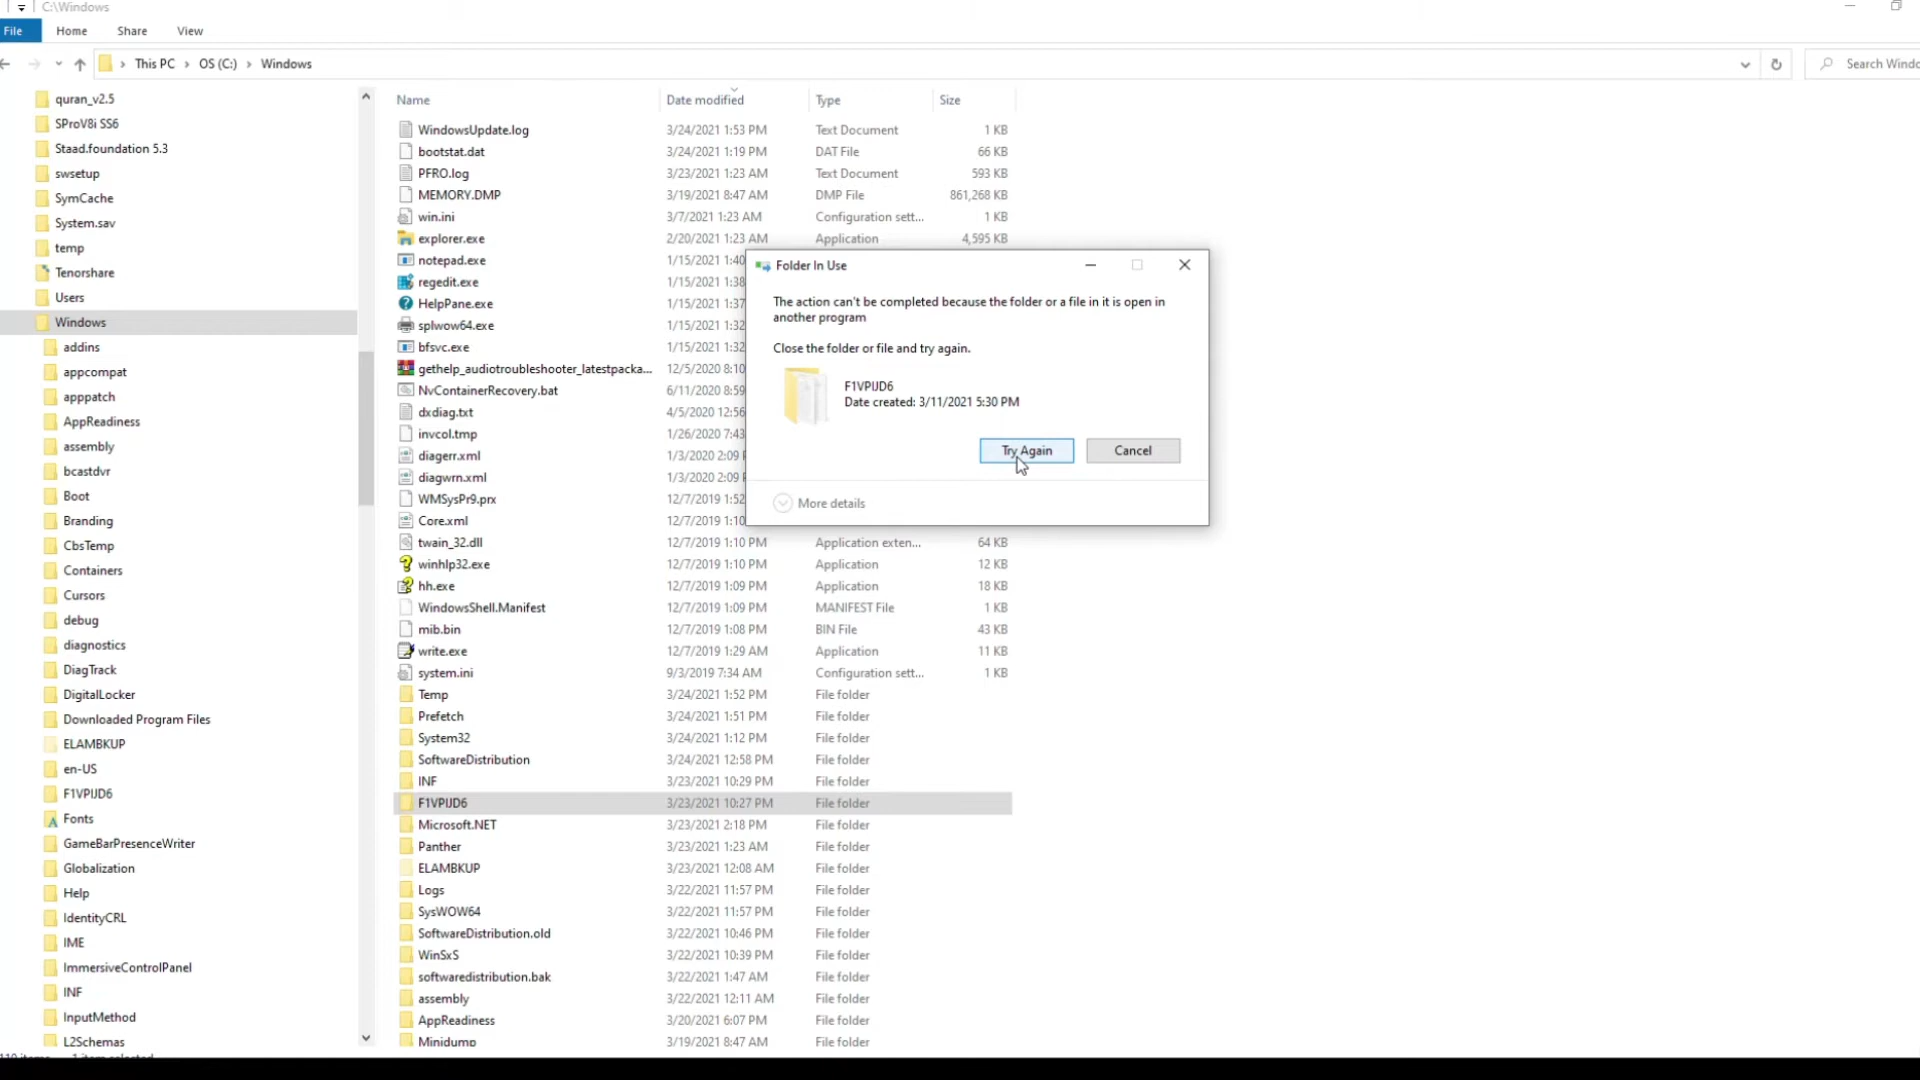 C:\Windows
File Home Share View
This PC › OS (C:) › Windows
Search Windo
quran_v2.5
SProV8i SS6
Staad.foundation 5.3
swsetup
SymCache
System.sav
temp
Tenorshare
Users
Windows
addins
appcompat
apppatch
AppReadiness
assembly
bcastdvr
Boot
Branding
CbsTemp
Containers
Cursors
debug
diagnostics
DiagTrack
DigitalLocker
Downloaded Program Files
ELAMBKUP
en-US
F1VPIJD6
Fonts
GameBarPresenceWriter
Globalization
Help
IdentityCRL
IME
ImmersiveControlPanel
INF
InputMethod
L2Schemas
Name Date modified Type Size
WindowsUpdate.log 3/24/2021 1:53 PM Text Document 1 KB
bootstat.dat 3/24/2021 1:19 PM DAT File 66 KB
PFRO.log 3/23/2021 1:23 AM Text Document 593 KB
MEMORY.DMP 3/19/2021 8:47 AM DMP File 861,268 KB
win.ini 3/7/2021 1:23 AM Configuration sett... 1 KB
explorer.exe 2/20/2021 1:23 AM Application 4,595 KB
notepad.exe 1/15/2021 1:40
regedit.exe 1/15/2021 1:38
HelpPane.exe 1/15/2021 1:37
splwow64.exe 1/15/2021 1:32
bfsvc.exe 1/15/2021 1:32
gethelp_audiotroubleshooter_latestpacka... 12/5/2020 8:10
NvContainerRecovery.bat 6/11/2020 8:59
dxdiag.txt 4/5/2020 12:56
invcol.tmp 1/26/2020 7:43
diagerr.xml 1/3/2020 2:09
diagwrn.xml 1/3/2020 2:09
WMSysPr9.prx 12/7/2019 1:52
Core.xml 12/7/2019 1:10
twain_32.dll 12/7/2019 1:10 PM Application exten... 64 KB
winhlp32.exe 12/7/2019 1:10 PM Application 12 KB
hh.exe 12/7/2019 1:09 PM Application 18 KB
WindowsShell.Manifest 12/7/2019 1:09 PM MANIFEST File 1 KB
mib.bin 12/7/2019 1:08 PM BIN File 43 KB
write.exe 12/7/2019 1:29 AM Application 11 KB
system.ini 9/3/2019 7:34 AM Configuration sett... 1 KB
Temp 3/24/2021 1:52 PM File folder
Prefetch 3/24/2021 1:51 PM File folder
System32 3/24/2021 1:12 PM File folder
SoftwareDistribution 3/24/2021 12:58 PM File folder
INF 3/23/2021 10:29 PM File folder
F1VPIJD6 3/23/2021 10:27 PM File folder
Microsoft.NET 3/23/2021 2:18 PM File folder
Panther 3/23/2021 1:23 AM File folder
ELAMBKUP 3/23/2021 12:08 AM File folder
Logs 3/22/2021 11:57 PM File folder
SysWOW64 3/22/2021 11:57 PM File folder
SoftwareDistribution.old 3/22/2021 10:46 PM File folder
WinSxS 3/22/2021 10:39 PM File folder
softwaredistribution.bak 3/22/2021 1:47 AM File folder
assembly 3/22/2021 12:11 AM File folder
AppReadiness 3/20/2021 6:07 PM File folder
Minidump 3/19/2021 8:47 AM File folder
Folder In Use
The action can't be completed because the folder or a file in it is open in
another program
Close the folder or file and try again.
F1VPIJD6
Date created: 3/11/2021 5:30 PM
Try Again Cancel
More details